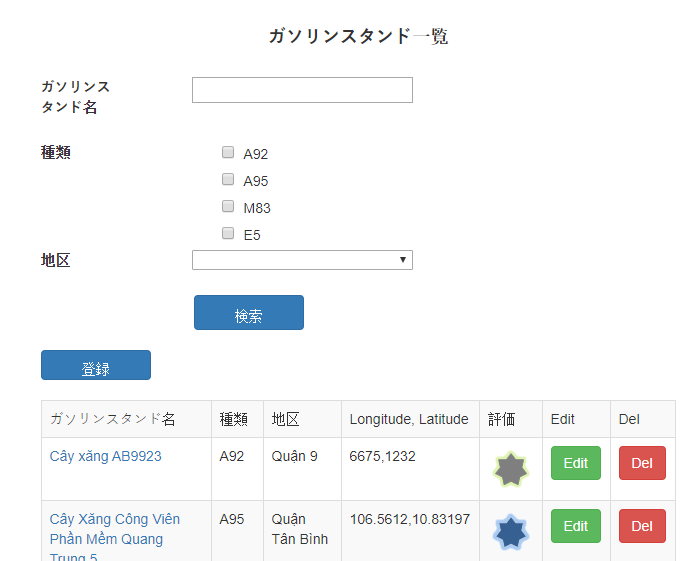 ガソリンスタンド一覧
ガソリンス
タンド名
種類
A92
A95
M83
E5
地区
検索
登録
ガソリンスタンド名 種類 地区 Longitude, Latitude 評価 Edit Del
Cây xăng AB9923 A92 Quận 9 6675,1232 Edit Del
Cây Xăng Công Viên A95 Quận 106.5612,10.83197 Edit Del
Phần Mềm Quang Tân Bình
Trung 5